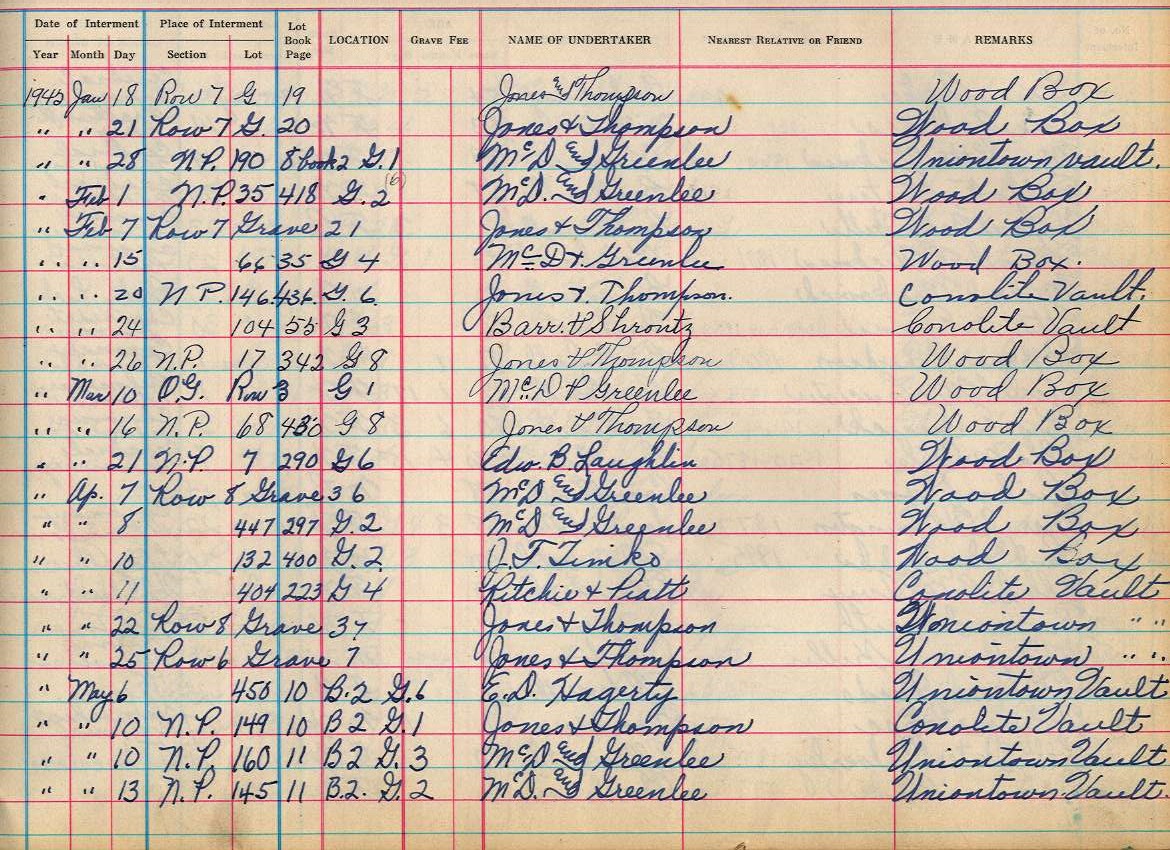 Date of Interment Place of Interment Lot Book Page LOCATION GRAVE FEE NAME OF UNDERTAKER NEAREST RELATIVE OR FRIEND REMARKS
Year Month Day Section Lot
1942 Jan 18 Row 7 G 19 Jones and Thompson Wood Box
" " 21 Row 7 G. 20 Jones & Thompson Wood Box
" " 28 N.P. 190 8 book 2 G.1 McD and Greenlee Uniontown vault.
" Feb 1 N.P. 35 418 G.2 (6) McD. and Greenlee Wood Box
" Feb 7 Row 7 Grave 21 Jones & Thompson Wood Box
" " 15 66 35 G 4 McD & Greenlee Wood Box.
" " 20 N P. 146 436. G. 6. Jones & Thompson. Conolite Vault.
" " 24 104 55 G 3 Barr & Shrontz Conolite Vault
" " 26 N.P. 17 342 G 8 Jones & Thompson Wood Box
" Mar 10 O.G. Row 3 G 1 McD & Greenlee Wood Box
" " 16 N.P. 68 430 G 8 Jones & Thompson Wood Box
" " 21 N.P 7 290 G 6 Edw. B Laughlin Wood Box
" Ap. 7 Row 8 Grave 36 McD and Greenlee Wood Box
" " 8 447 297 G.2 McD and Greenlee Wood Box
" " 10 132 400 G.2 J.T. Timko Wood Box
" " 11 404 223 G 4 Ritchie & Piatt Conolite Vault
" " 22 Row 8 Grave 37 Jones & Thompson Uniontown " "
" " 25 Row 6 Grave 7 Jones & Thompson Uniontown " "
" May 6 450 10 B.2 G.6 E.D. Hagerty Uniontown Vault
" " 10 N.P. 149 10 B 2 G.1 Jones & Thompson Conolite Vault
" " 10 N.P. 160 11 B 2 G. 3 McD and Greenlee Uniontown Vault
" " 13 N.P. 145 11 B.2. G. 2 McD. and Greenlee Uniontown Vault.